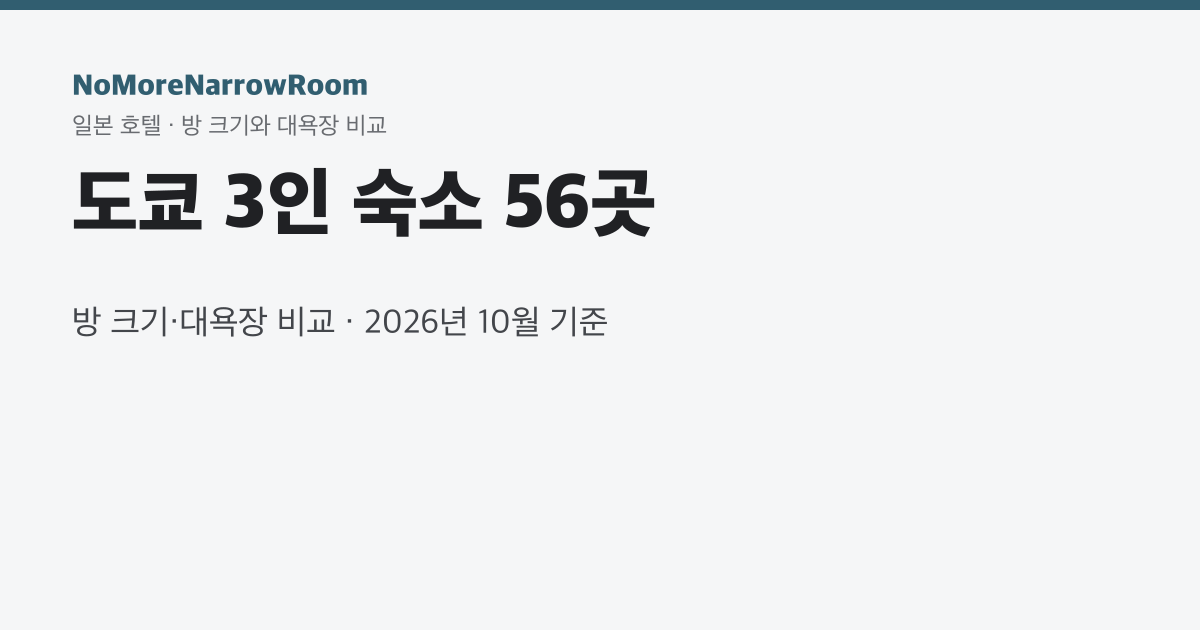 NoMoreNarrowRoom
일본 호텔 · 방 크기와 대욕장 비교
도쿄 3인 숙소 56곳
방 크기·대욕장 비교 · 2026년 10월 기준